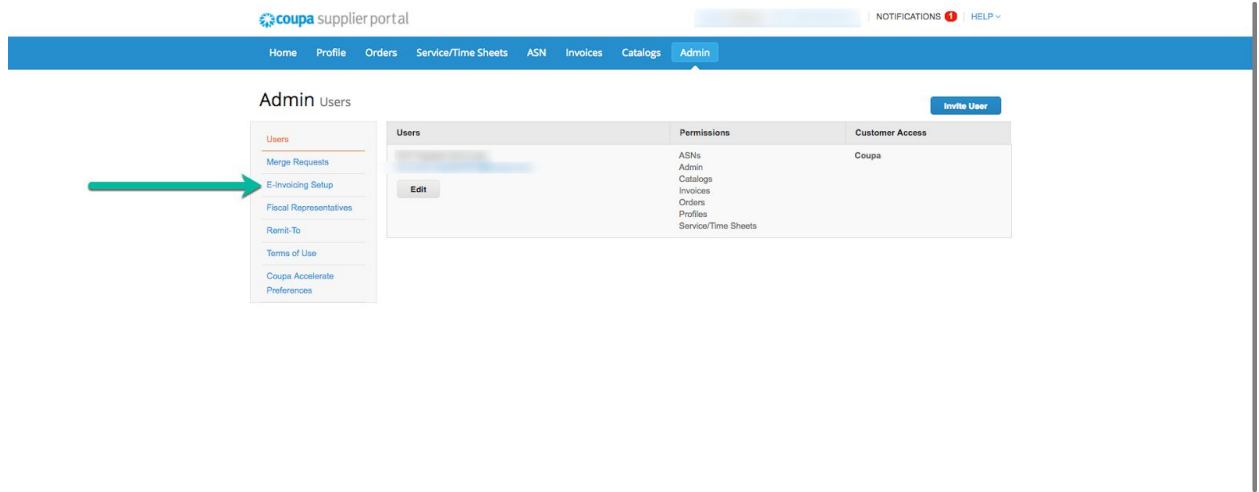 coupa supplier portal
NOTIFICATIONS 1 HELP
Home Profile Orders Service/Time Sheets ASN Invoices Catalogs Admin
Admin Users
Invite User
Users
Merge Requests
E-Invoicing Setup
Fiscal Representatives
Remit-To
Terms of Use
Coupa Accelerate
Preferences
Users Permissions Customer Access
Edit
ASNs
Admin
Catalogs
Invoices
Orders
Profiles
Service/Time Sheets
Coupa